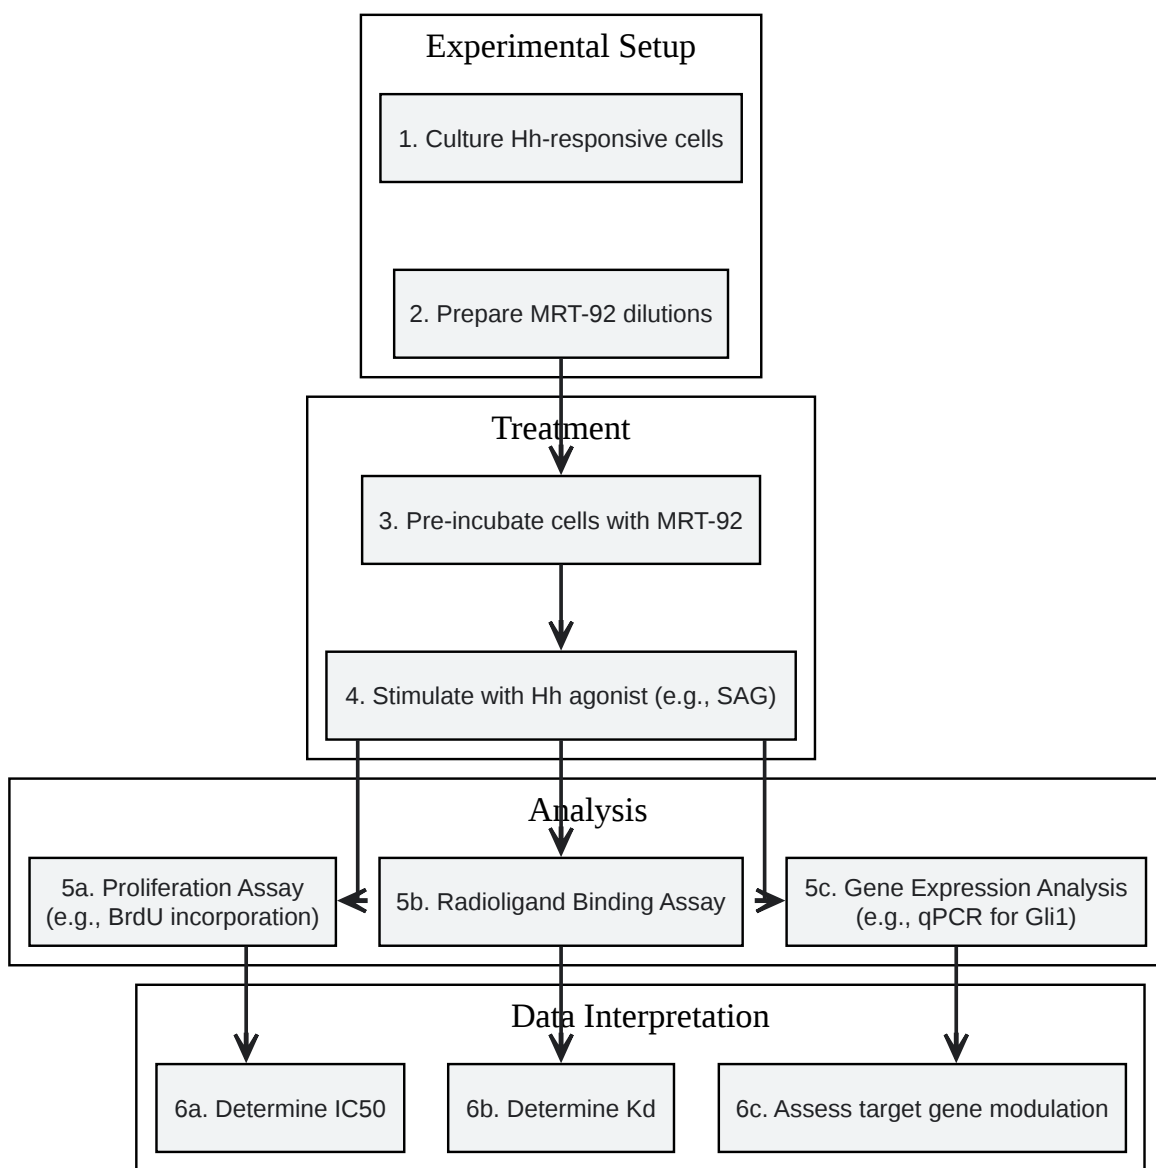 Experimental Setup
1. Culture Hh-responsive cells
2. Prepare MRT-92 dilutions
Treatment
3. Pre-incubate cells with MRT-92
4. Stimulate with Hh agonist (e.g., SAG)
Analysis
5a. Proliferation Assay
(e.g., BrdU incorporation)
5b. Radioligand Binding Assay
5c. Gene Expression Analysis
(e.g., qPCR for Gli1)
Data Interpretation
6a. Determine IC50
6b. Determine Kd
6c. Assess target gene modulation